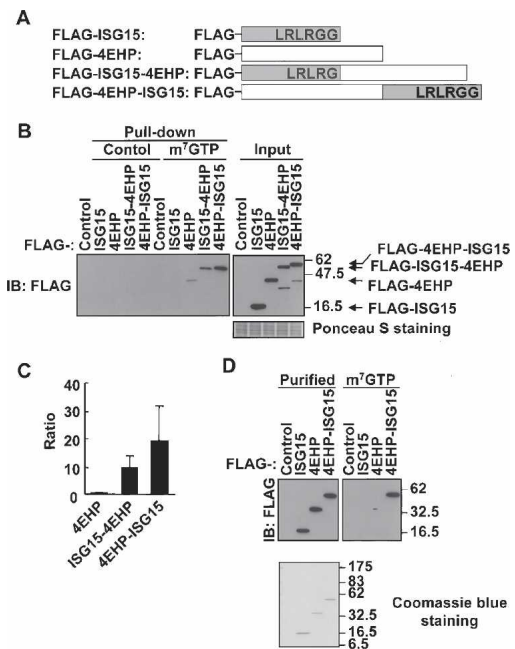 A
FLAG-ISG15: FLAG LRLRGG
FLAG-4EHP: FLAG
FLAG-ISG15-4EHP: FLAG LRLRG
FLAG-4EHP-ISG15: FLAG LRLRGG
B
Pull-down
Contol m7GTP Input
Control ISG15 4EHP ISG15-4EHP 4EHP-ISG15 Control ISG15 4EHP ISG15-4EHP 4EHP-ISG15 Control ISG15 4EHP ISG15-4EHP 4EHP-ISG15
FLAG-:
IB: FLAG
62
47.5
16.5
FLAG-4EHP-ISG15
FLAG-ISG15-4EHP
FLAG-4EHP
FLAG-ISG15
Ponceau S staining
C
Ratio
40
30
20
10
0
4EHP ISG15-4EHP 4EHP-ISG15
D
Purified m7GTP
Control ISG15 4EHP 4EHP-ISG15 Control ISG15 4EHP 4EHP-ISG15
FLAG-:
IB: FLAG
62
32.5
16.5
175
83
62
32.5
16.5
6.5
Coomassie blue
staining